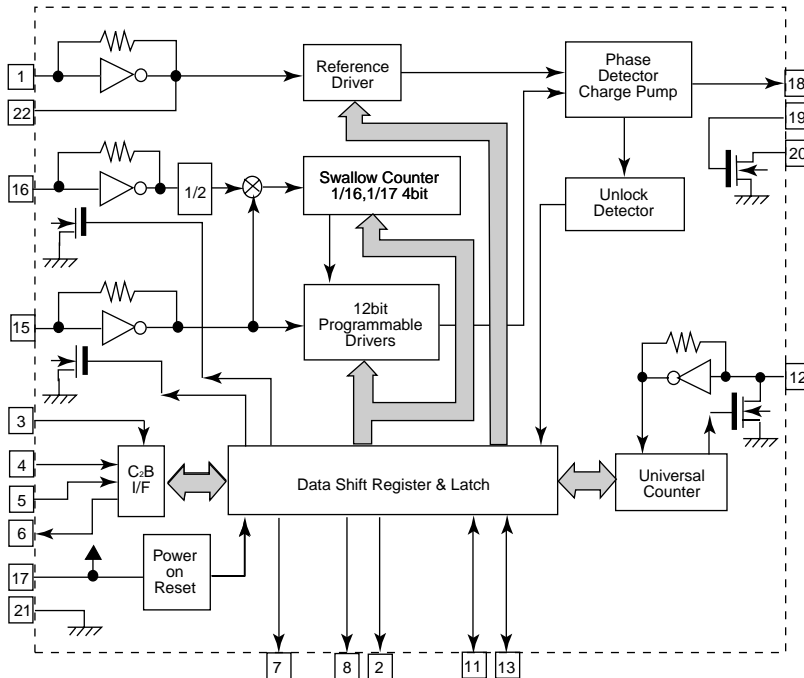 1
22
16
15
3
4
5
6
17
21
Reference
Driver
Phase
Detector
Charge Pump
18
19
20
1/2
Swallow Counter
1/16,1/17 4bit
Unlock
Detector
12bit
Programmable
Drivers
12
C₂B
I/F
Data Shift Register & Latch
Universal
Counter
Power
on
Reset
7
8
2
11
13